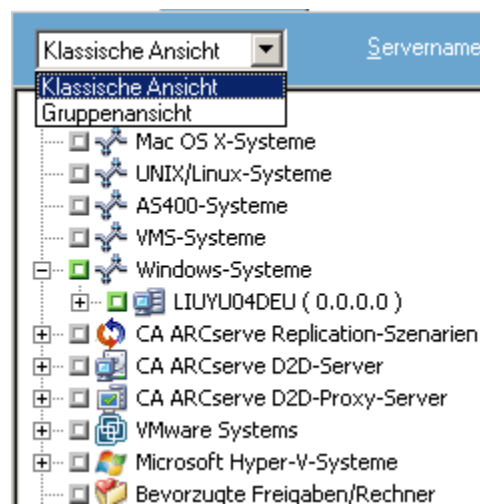 Klassische Ansicht
Servername
Klassische Ansicht
Gruppenansicht
Mac OS X-Systeme
UNIX/Linux-Systeme
AS400-Systeme
VMS-Systeme
Windows-Systeme
LIUYU04DEU ( 0.0.0.0 )
CA ARCserve Replication-Szenarien
CA ARCserve D2D-Server
CA ARCserve D2D-Proxy-Server
VMware Systems
Microsoft Hyper-V-Systeme
Bevorzugte Freigaben/Rechner